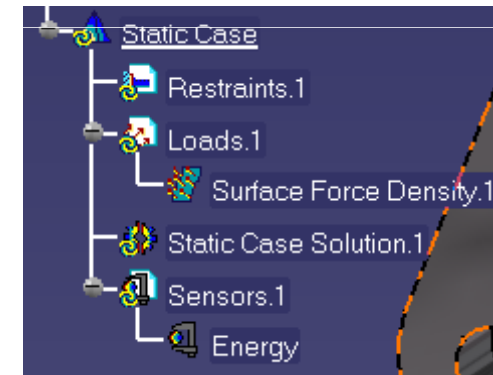 Static Case
Restraints.1
Loads.1
Surface Force Density.1
Static Case Solution.1
Sensors.1
Energy